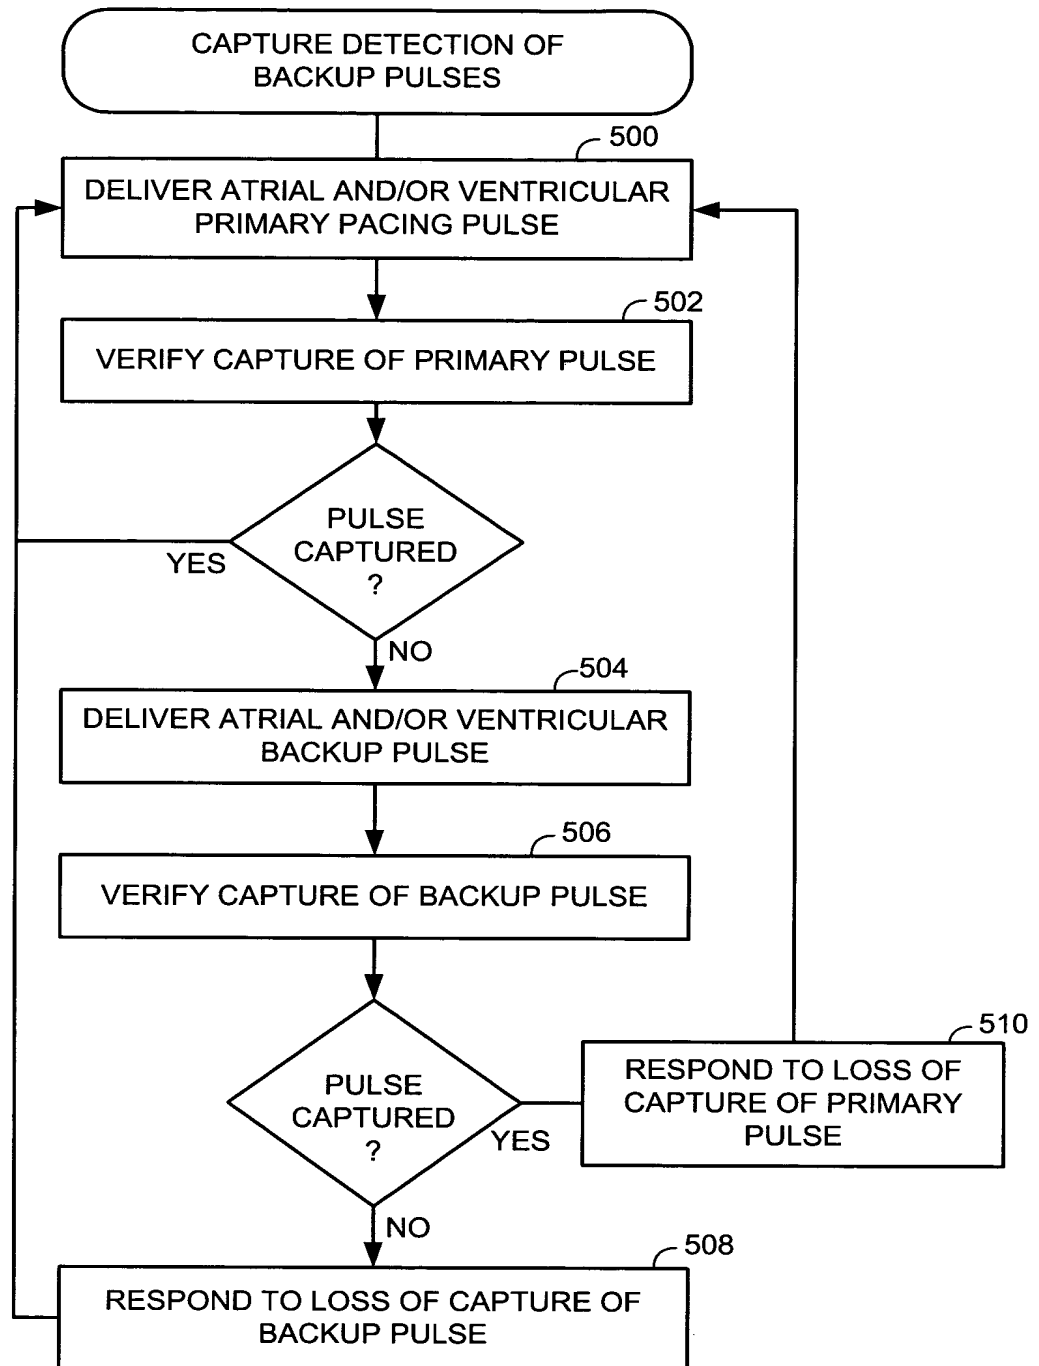 CAPTURE DETECTION OF
BACKUP PULSES
500
DELIVER ATRIAL AND/OR VENTRICULAR
PRIMARY PACING PULSE
502
VERIFY CAPTURE OF PRIMARY PULSE
PULSE
CAPTURED
?
YES
NO
504
DELIVER ATRIAL AND/OR VENTRICULAR
BACKUP PULSE
506
VERIFY CAPTURE OF BACKUP PULSE
PULSE
CAPTURED
?
YES
510
RESPOND TO LOSS OF
CAPTURE OF PRIMARY
PULSE
NO
508
RESPOND TO LOSS OF CAPTURE OF
BACKUP PULSE